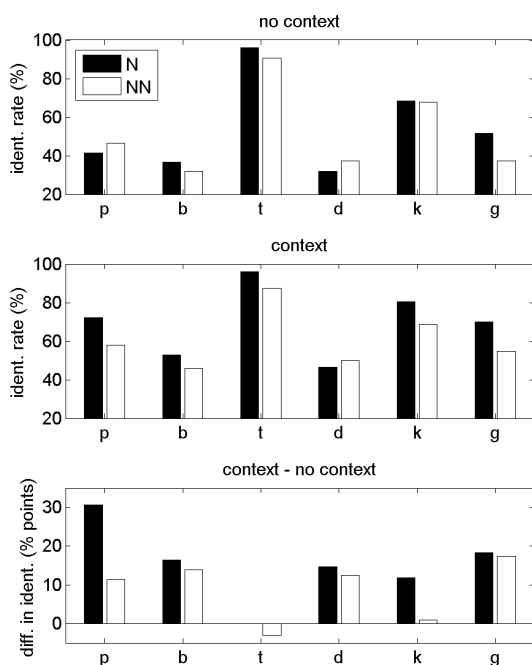 no context
ident. rate (%)
100
80
60
40
20
N
NN
p b t d k g
context
ident. rate (%)
100
80
60
40
20
p b t d k g
context - no context
diff. in ident. (% points)
30
20
10
0
p b t d k g